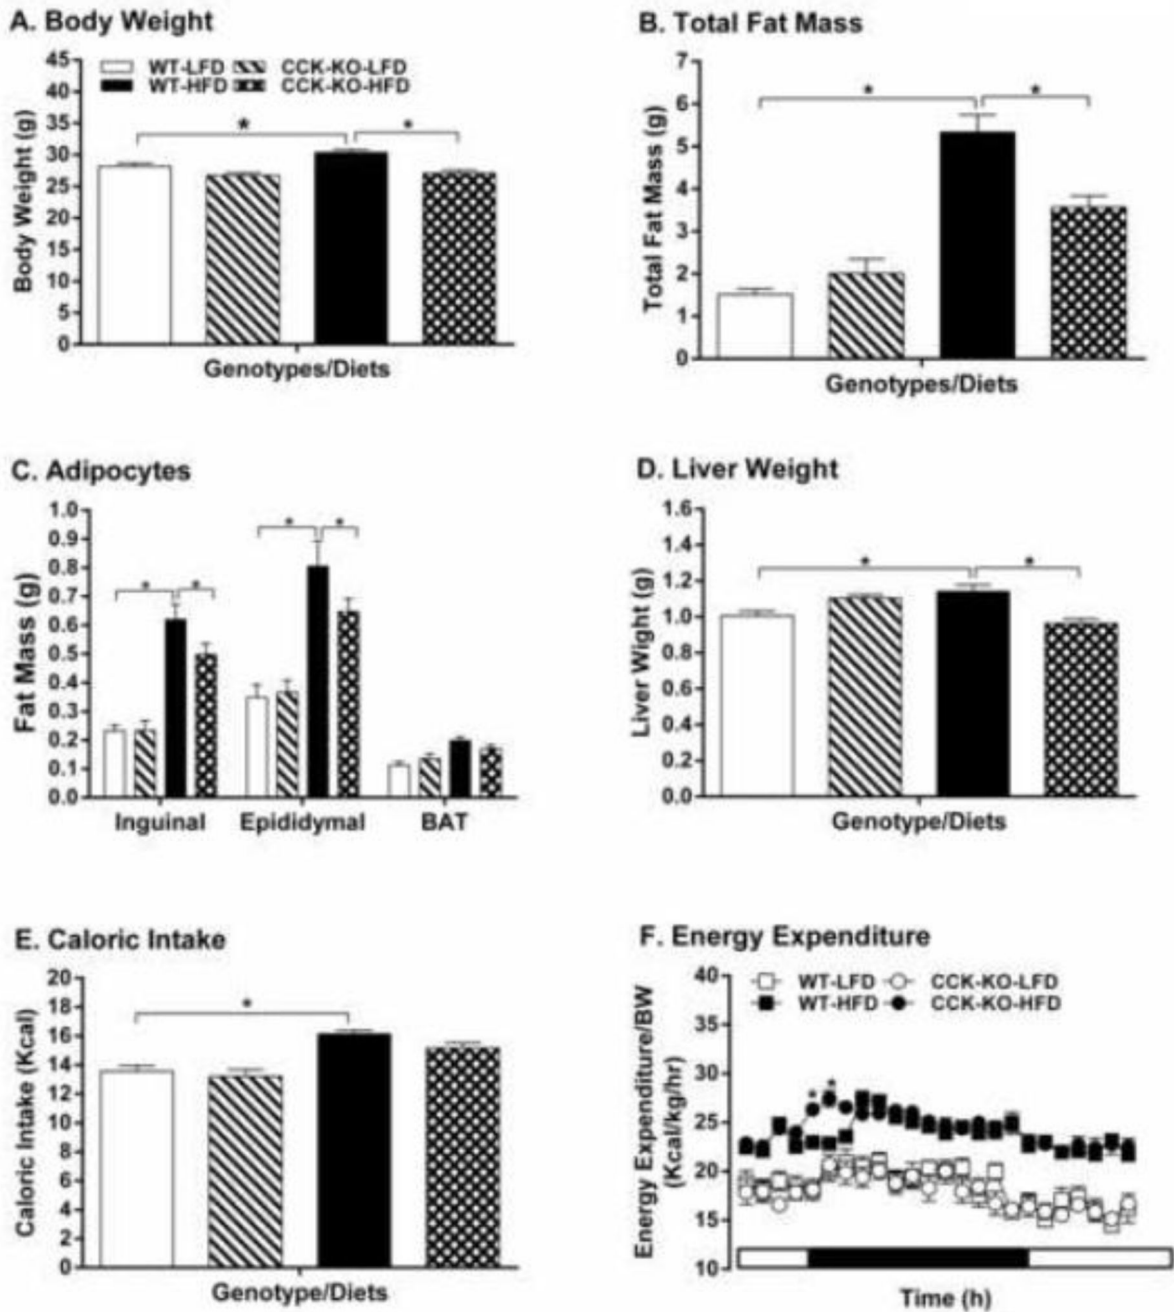 A. Body Weight
45
40
35
30
25
20
15
10
5
0
Body Weight (g)
WT-LFD CCK-KO-LFD
WT-HFD CCK-KO-HFD
* *
Genotypes/Diets
B. Total Fat Mass
7
6
5
4
3
2
1
0
Total Fat Mass (g)
* *
Genotypes/Diets
C. Adipocytes
1.0
0.9
0.8
0.7
0.6
0.5
0.4
0.3
0.2
0.1
0.0
Fat Mass (g)
* * * *
Inguinal Epididymal BAT
D. Liver Weight
1.6
1.4
1.2
1.0
0.8
0.6
0.4
0.2
0.0
Liver Wight (g)
* *
Genotype/Diets
E. Caloric Intake
20
18
16
14
12
10
8
6
4
2
0
Caloric Intake (Kcal)
*
Genotype/Diets
F. Energy Expenditure
40
35
30
25
20
15
10
Energy Expenditure/BW
(Kcal/kg/hr)
WT-LFD CCK-KO-LFD
WT-HFD CCK-KO-HFD
* *
Time (h)